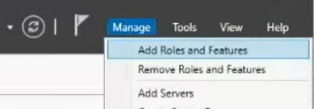 Manage Tools View Help
Add Roles and Features
Remove Roles and Features
Add Servers